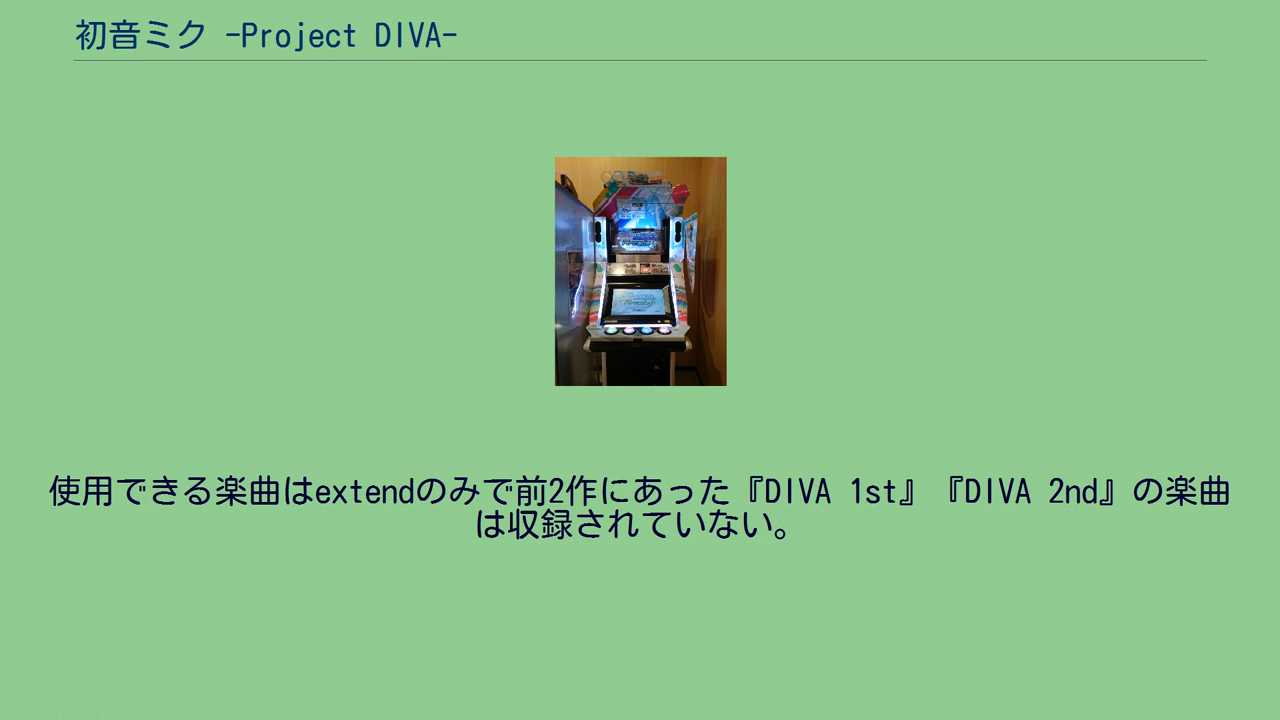 初音ミク -Project DIVA-
使用できる楽曲はextendのみで前2作にあった『DIVA 1st』『DIVA 2nd』の楽曲
は収録されていない。